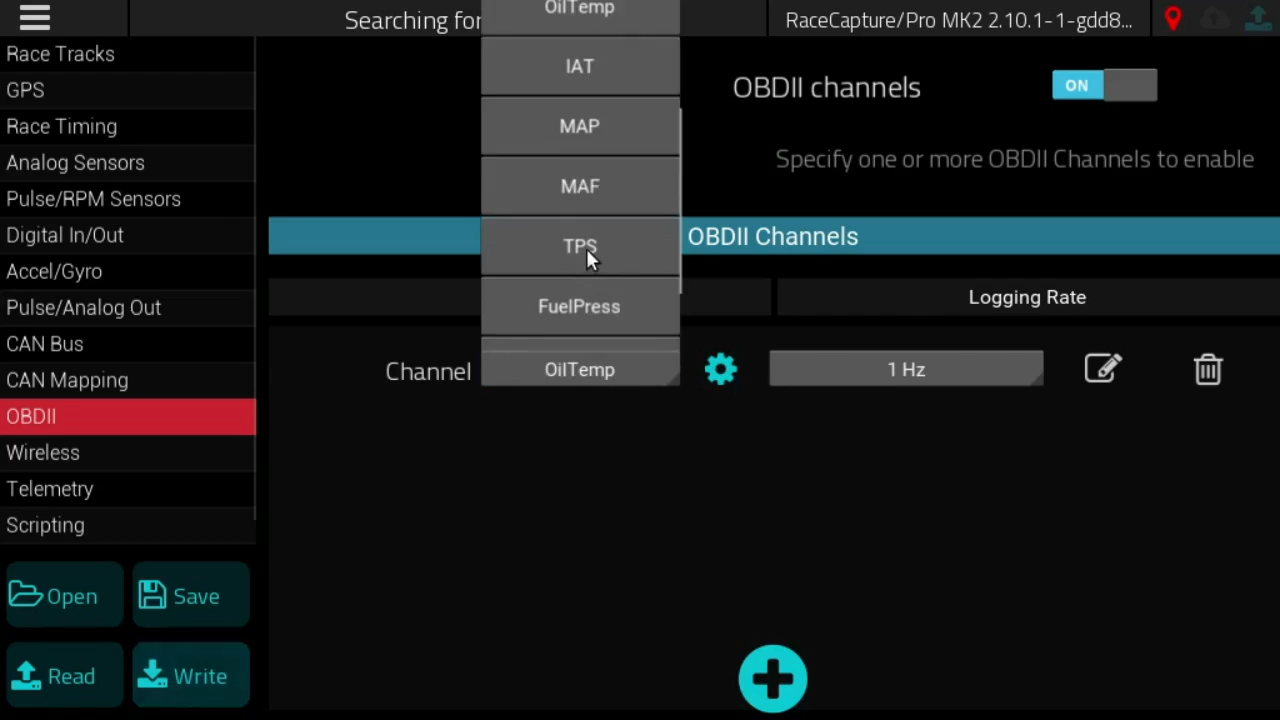 Searching for
OilTemp
RaceCapture/Pro MK2 2.10.1-1-gdd8...
Race Tracks
GPS
Race Timing
Analog Sensors
Pulse/RPM Sensors
Digital In/Out
Accel/Gyro
Pulse/Analog Out
CAN Bus
CAN Mapping
OBDII
Wireless
Telemetry
Scripting
Open
Save
Read
Write
IAT
MAP
MAF
TPS
FuelPress
OBDII channels
ON
Specify one or more OBDII Channels to enable
OBDII Channels
Logging Rate
Channel
OilTemp
1 Hz